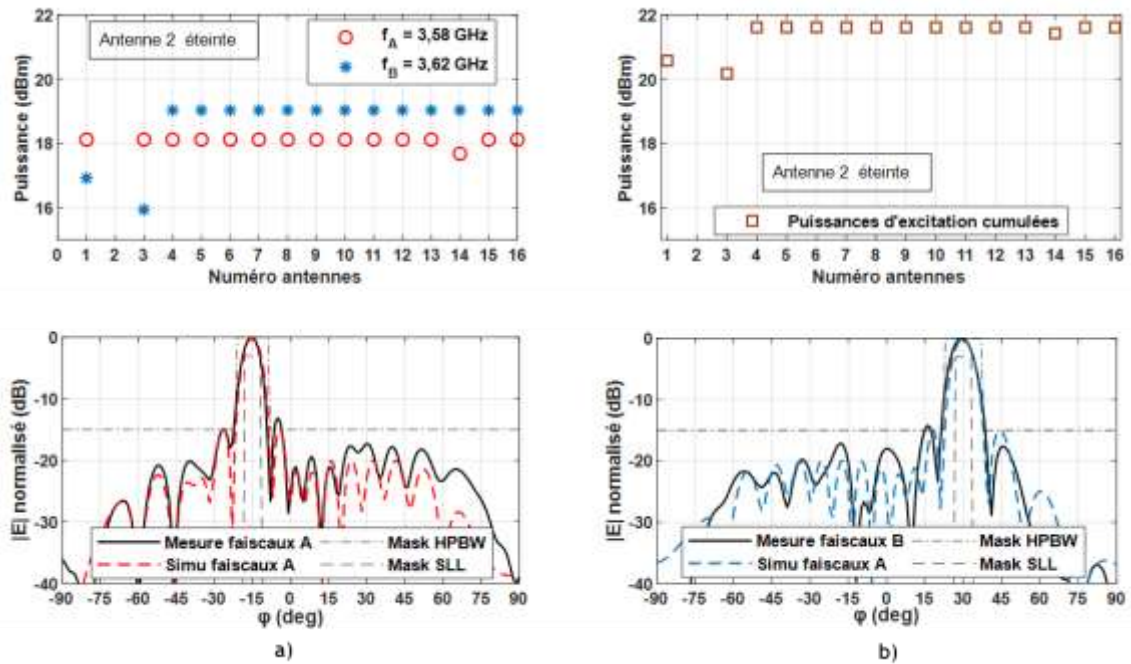 22
20
18
16
Puissance (dBm)
Antenne 2 éteinte
f_A = 3,58 GHz
f_B = 3,62 GHz
0 1 3 4 5 6 7 8 9 10 11 12 13 14 15 16
Numéro antennes
22
20
18
16
Puissance (dBm)
Antenne 2 éteinte
Puissances d'excitation cumulées
1 3 4 5 6 7 8 9 10 11 12 13 14 15 16
Numéro antennes
0
-10
-20
-30
-40
|E| normalisé (dB)
Mesure faiscaux A
Simu faiscaux A
Mask HPBW
Mask SLL
-90 -75 -60 -45 -30 -15 0 15 30 45 60 75 90
φ (deg)
a)
0
-10
-20
-30
-40
|E| normalisé (dB)
Mesure faiscaux B
Simu faiscaux A
Mask HPBW
Mask SLL
-90 -75 -60 -45 -30 -15 0 15 30 45 60 75 90
φ (deg)
b)